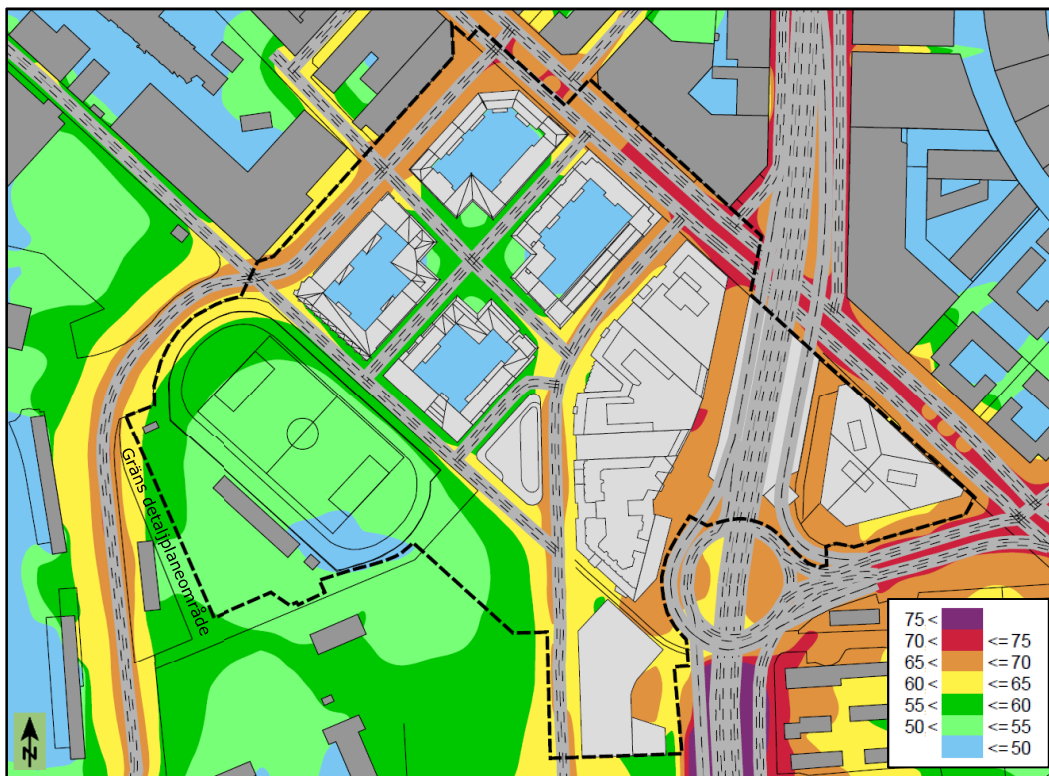 Gräns detaljplaneområde
75 <
70 < <= 75
65 < <= 70
60 < <= 65
55 < <= 60
50 < <= 55
<= 50
N